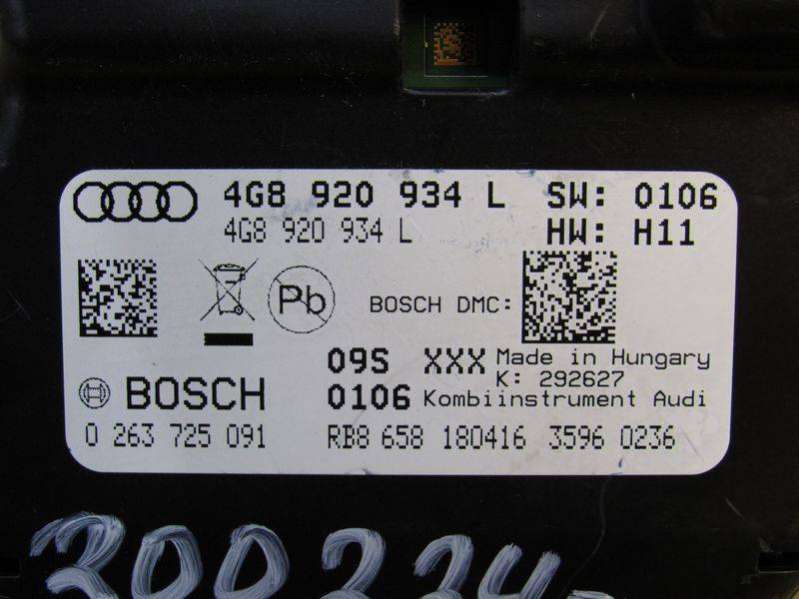 4G8 920 934 L SW: 0106
4G8 920 934 L HW: H11
Pb BOSCH DMC:
09S XXX Made in Hungary
K: 292627
BOSCH 0106 Kombiinstrument Audi
0 263 725 091 RB8 658 180416 3596 0236